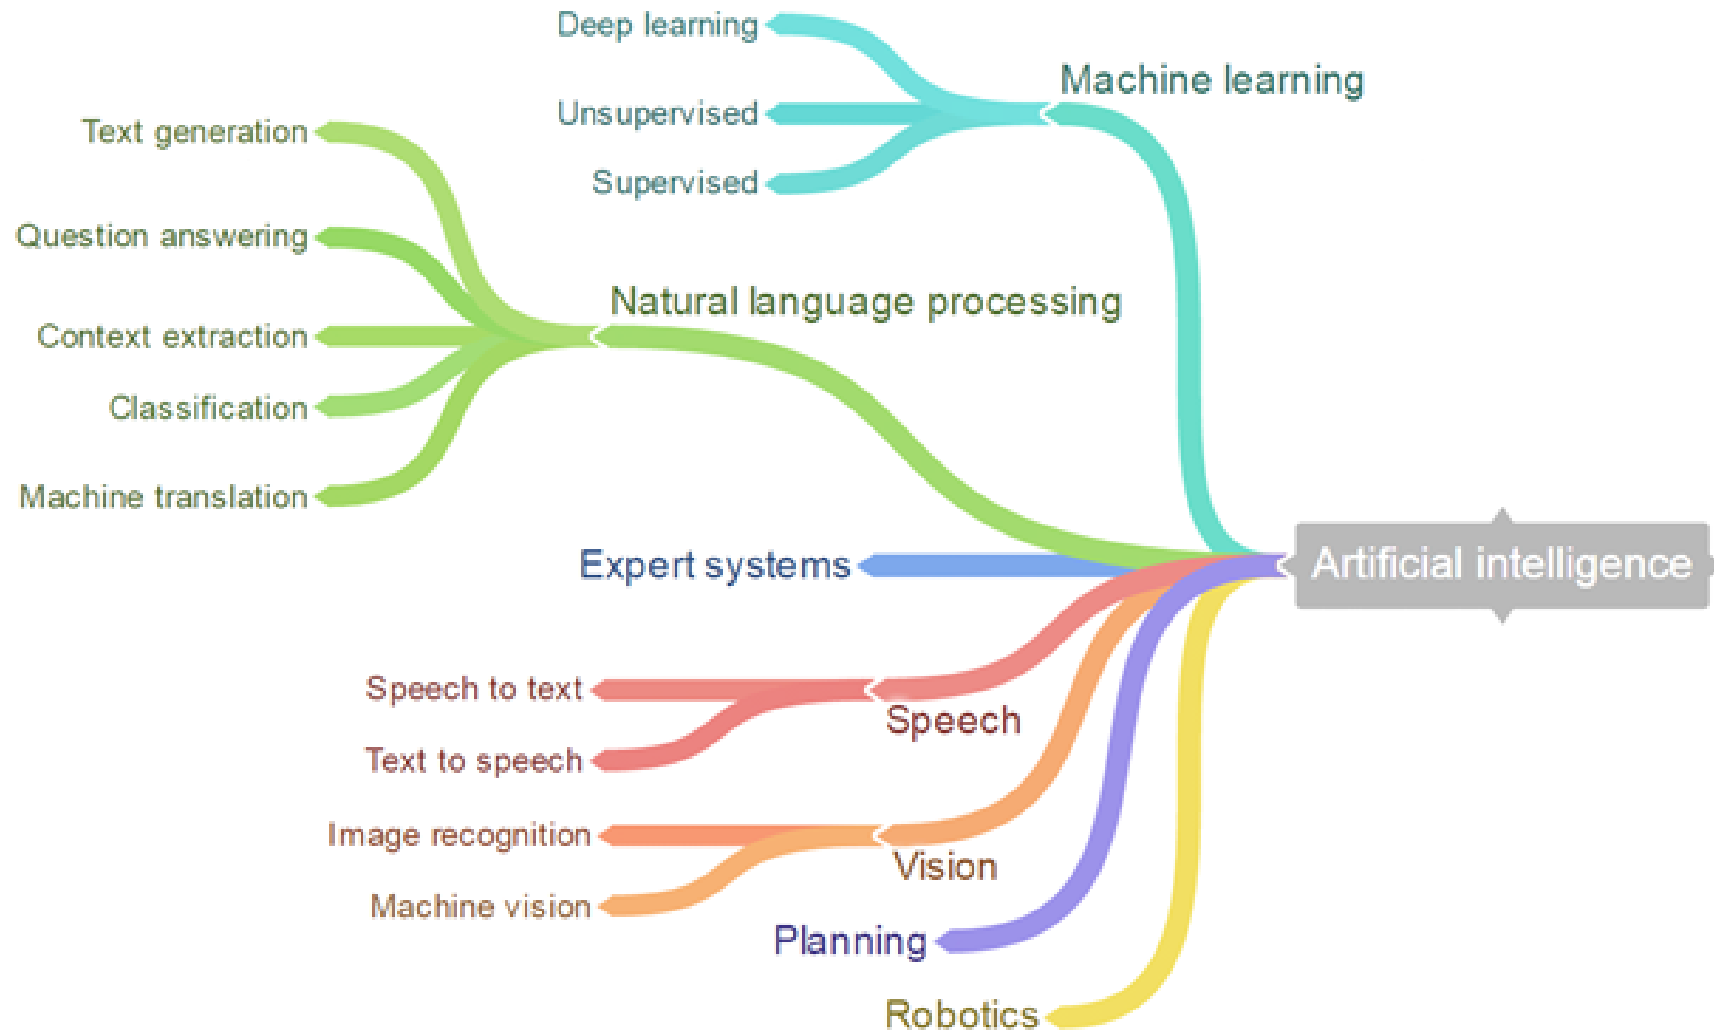 Deep learning
Machine learning
Unsupervised
Supervised
Text generation
Question answering
Natural language processing
Context extraction
Classification
Machine translation
Expert systems
Artificial intelligence
Speech to text
Speech
Text to speech
Image recognition
Vision
Machine vision
Planning
Robotics